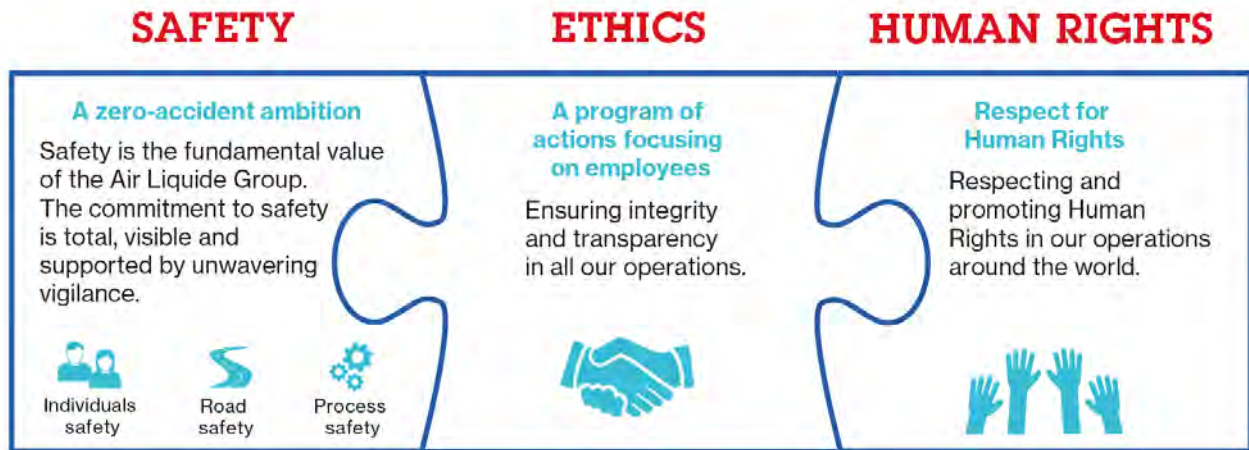 SAFETY
ETHICS
HUMAN RIGHTS
A zero-accident ambition
Safety is the fundamental value
of the Air Liquide Group.
The commitment to safety
is total, visible and
supported by unwavering
vigilance.
Individuals
safety
Road
safety
Process
safety
A program of
actions focusing
on employees
Ensuring integrity
and transparency
in all our operations.
Respect for
Human Rights
Respecting and
promoting Human
Rights in our operations
around the world.